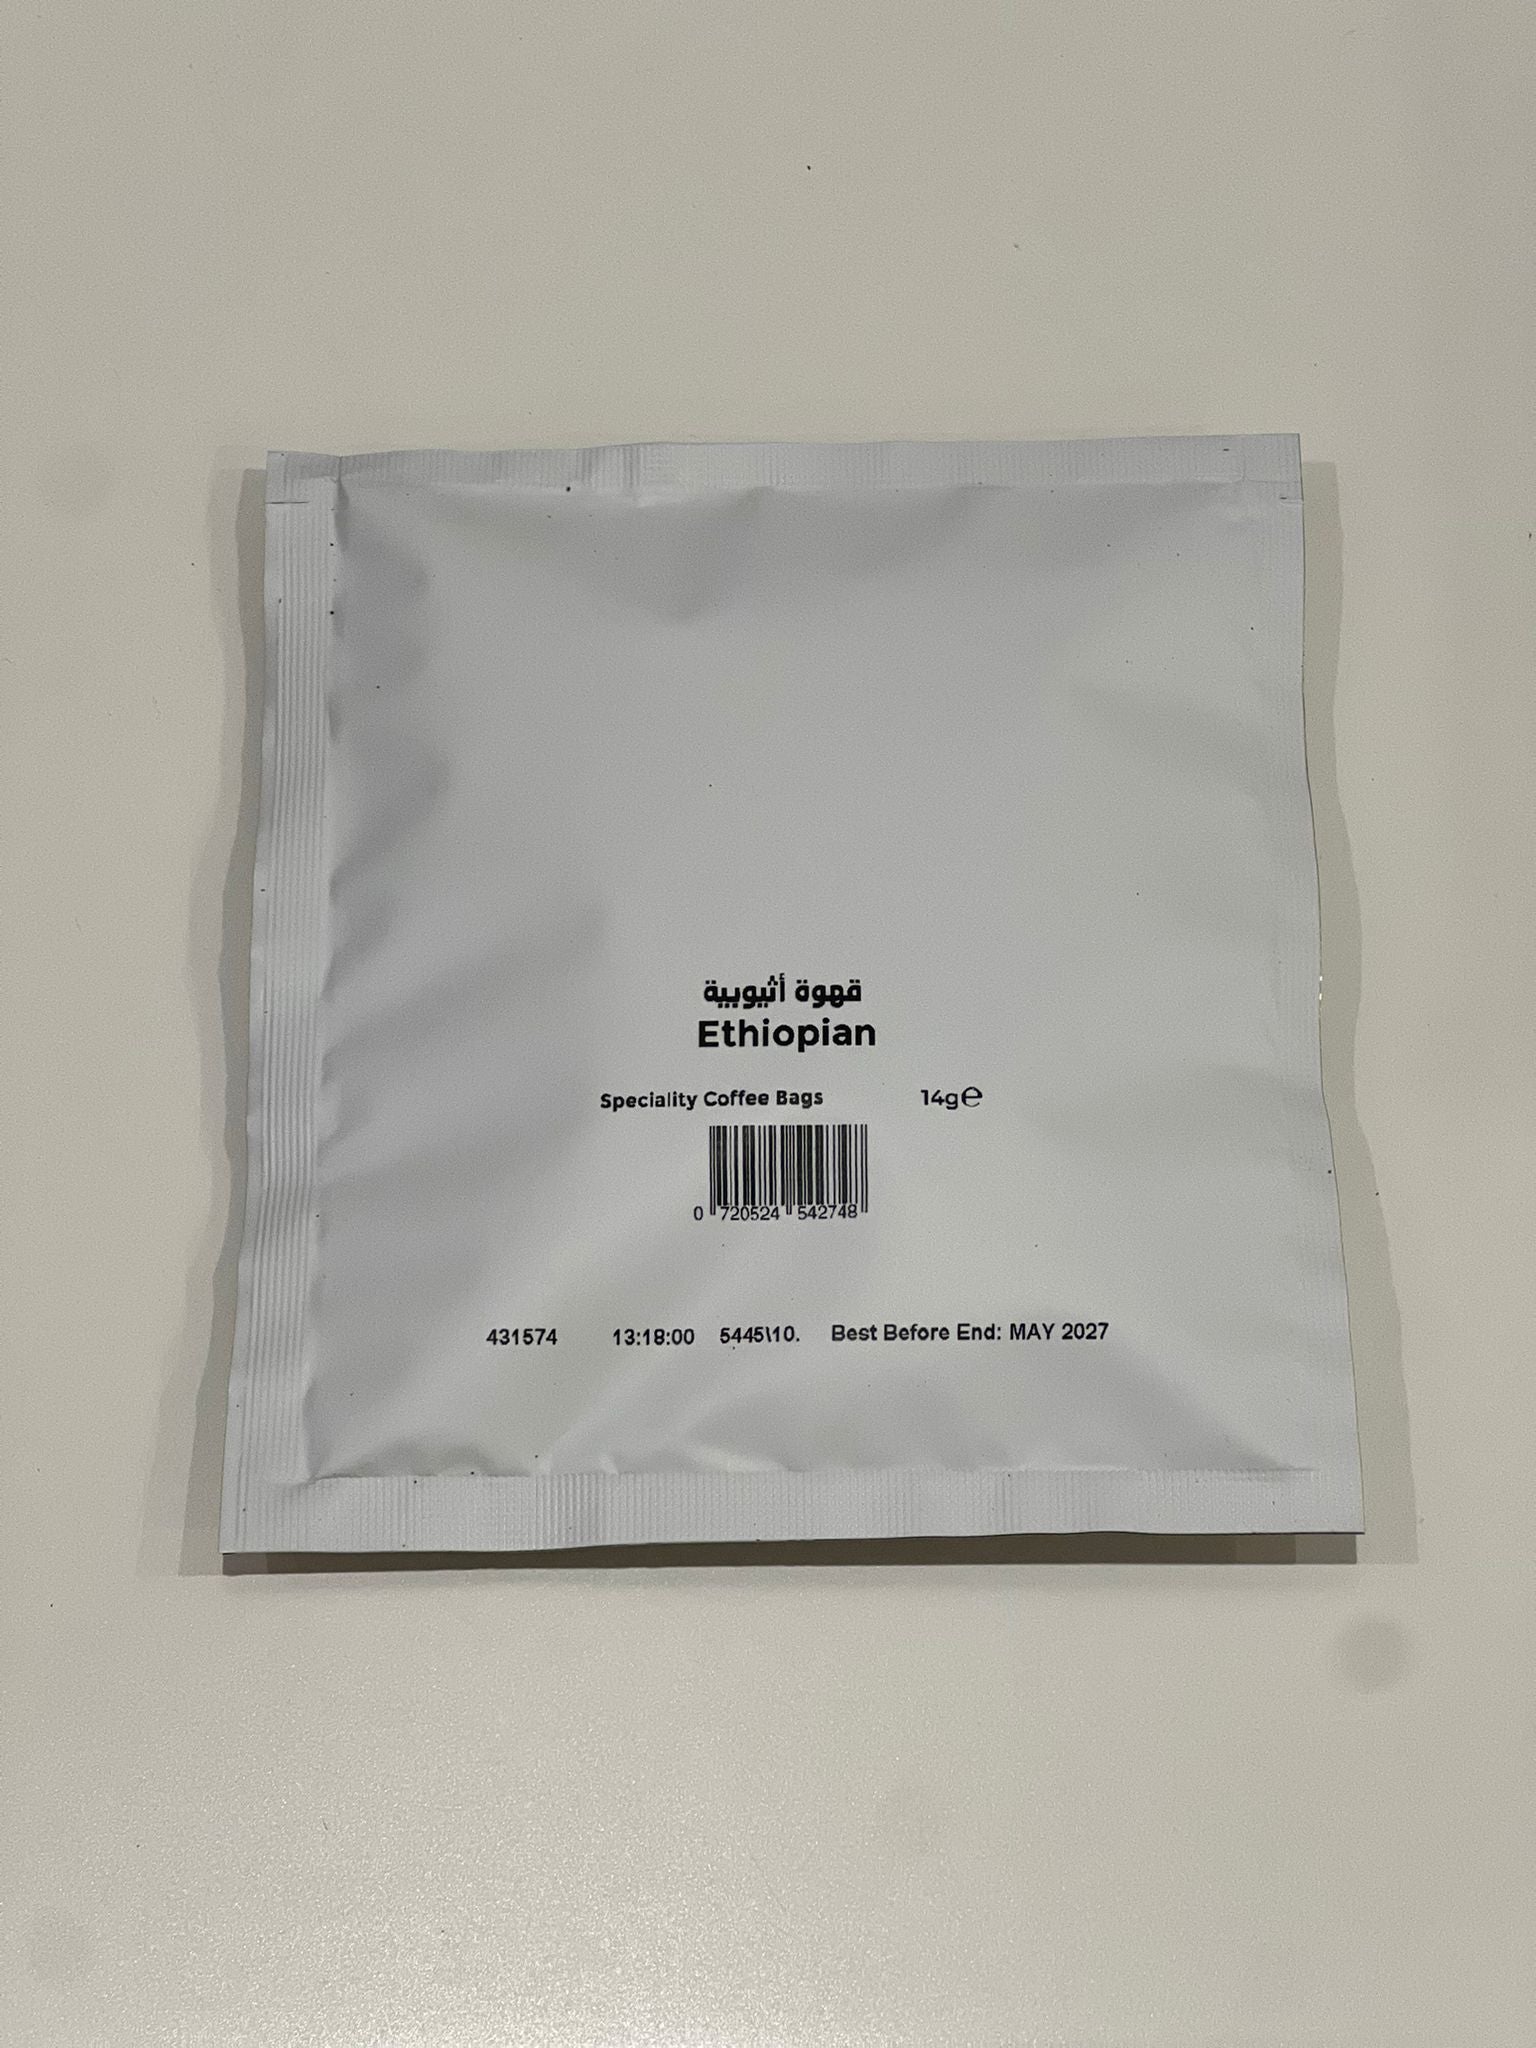 قهوة أثيوبية
Ethiopian
Speciality Coffee Bags 14g℮
0 720524 542748
431574 13:18:00 5445\10. Best Before End: MAY 2027